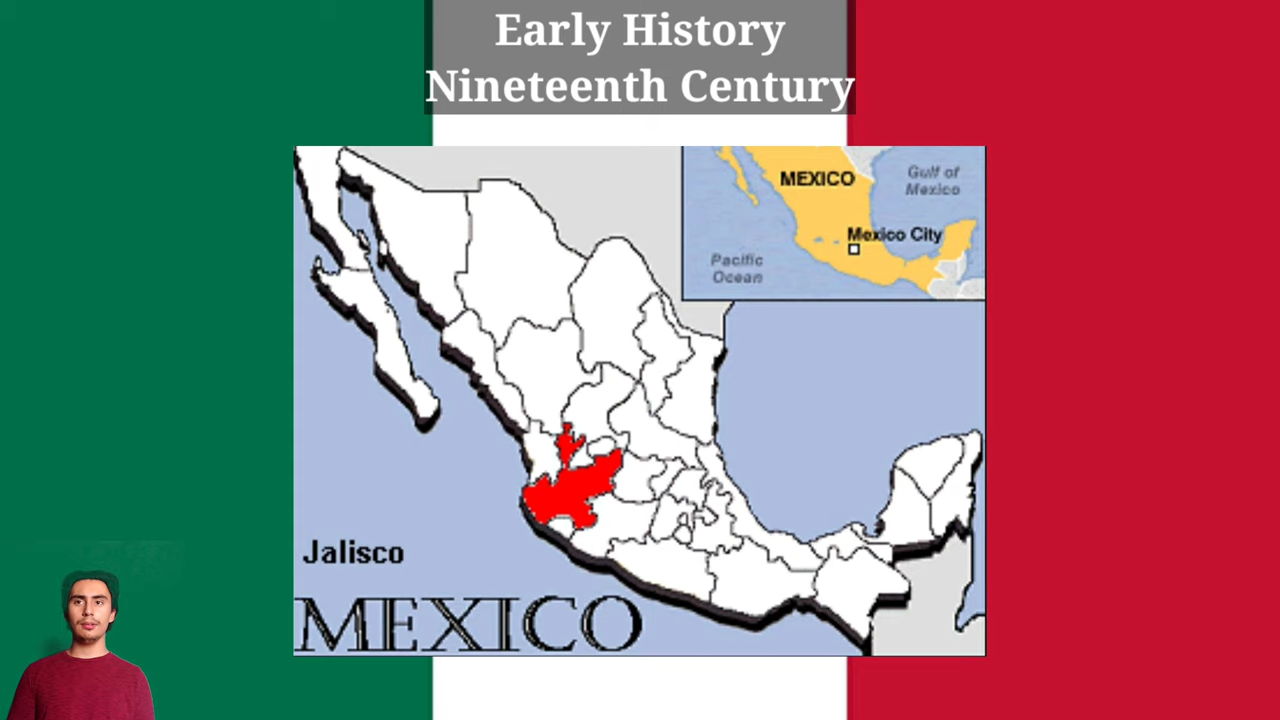 Early History
Nineteenth Century
MEXICO
Gulf of
Mexico
Mexico City
Pacific
Ocean
Jalisco
MEXICO